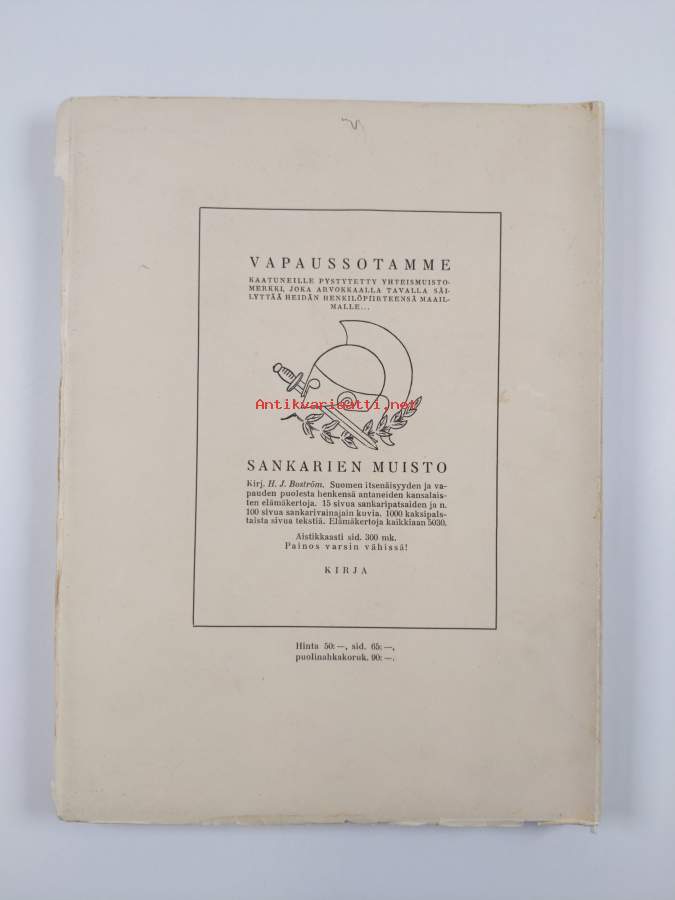 VAPAUSSOTAMME
KAATUNEILLE PYSTYTETTY YHTEISMUISTO-
MERKKI, JOKA ARVOKKAALLA TAVALLA SÄI-
LYTTÄÄ HEIDÄN HENKILÖPIIRTEENSÄ MAAIL-
MALLE...
Antikvariaatti.net
SANKARIEN MUISTO
Kirj. H. J. Boström. Suomen itsenäisyyden ja va-
pauden puolesta henkensä antaneiden kansalais-
ten elämäkertoja. 15 sivua sankaripatsaiden ja n.
100 sivua sankarivainajain kuvia. 1000 kaksipals-
taista sivua tekstiä. Elämäkertoja kaikkiaan 5030.
Aistikkaasti sid. 300 mk.
Painos varsin vähissä!
KIRJA
Hinta 50:—, sid. 65:—,
puolinahkakoruk. 90:—.